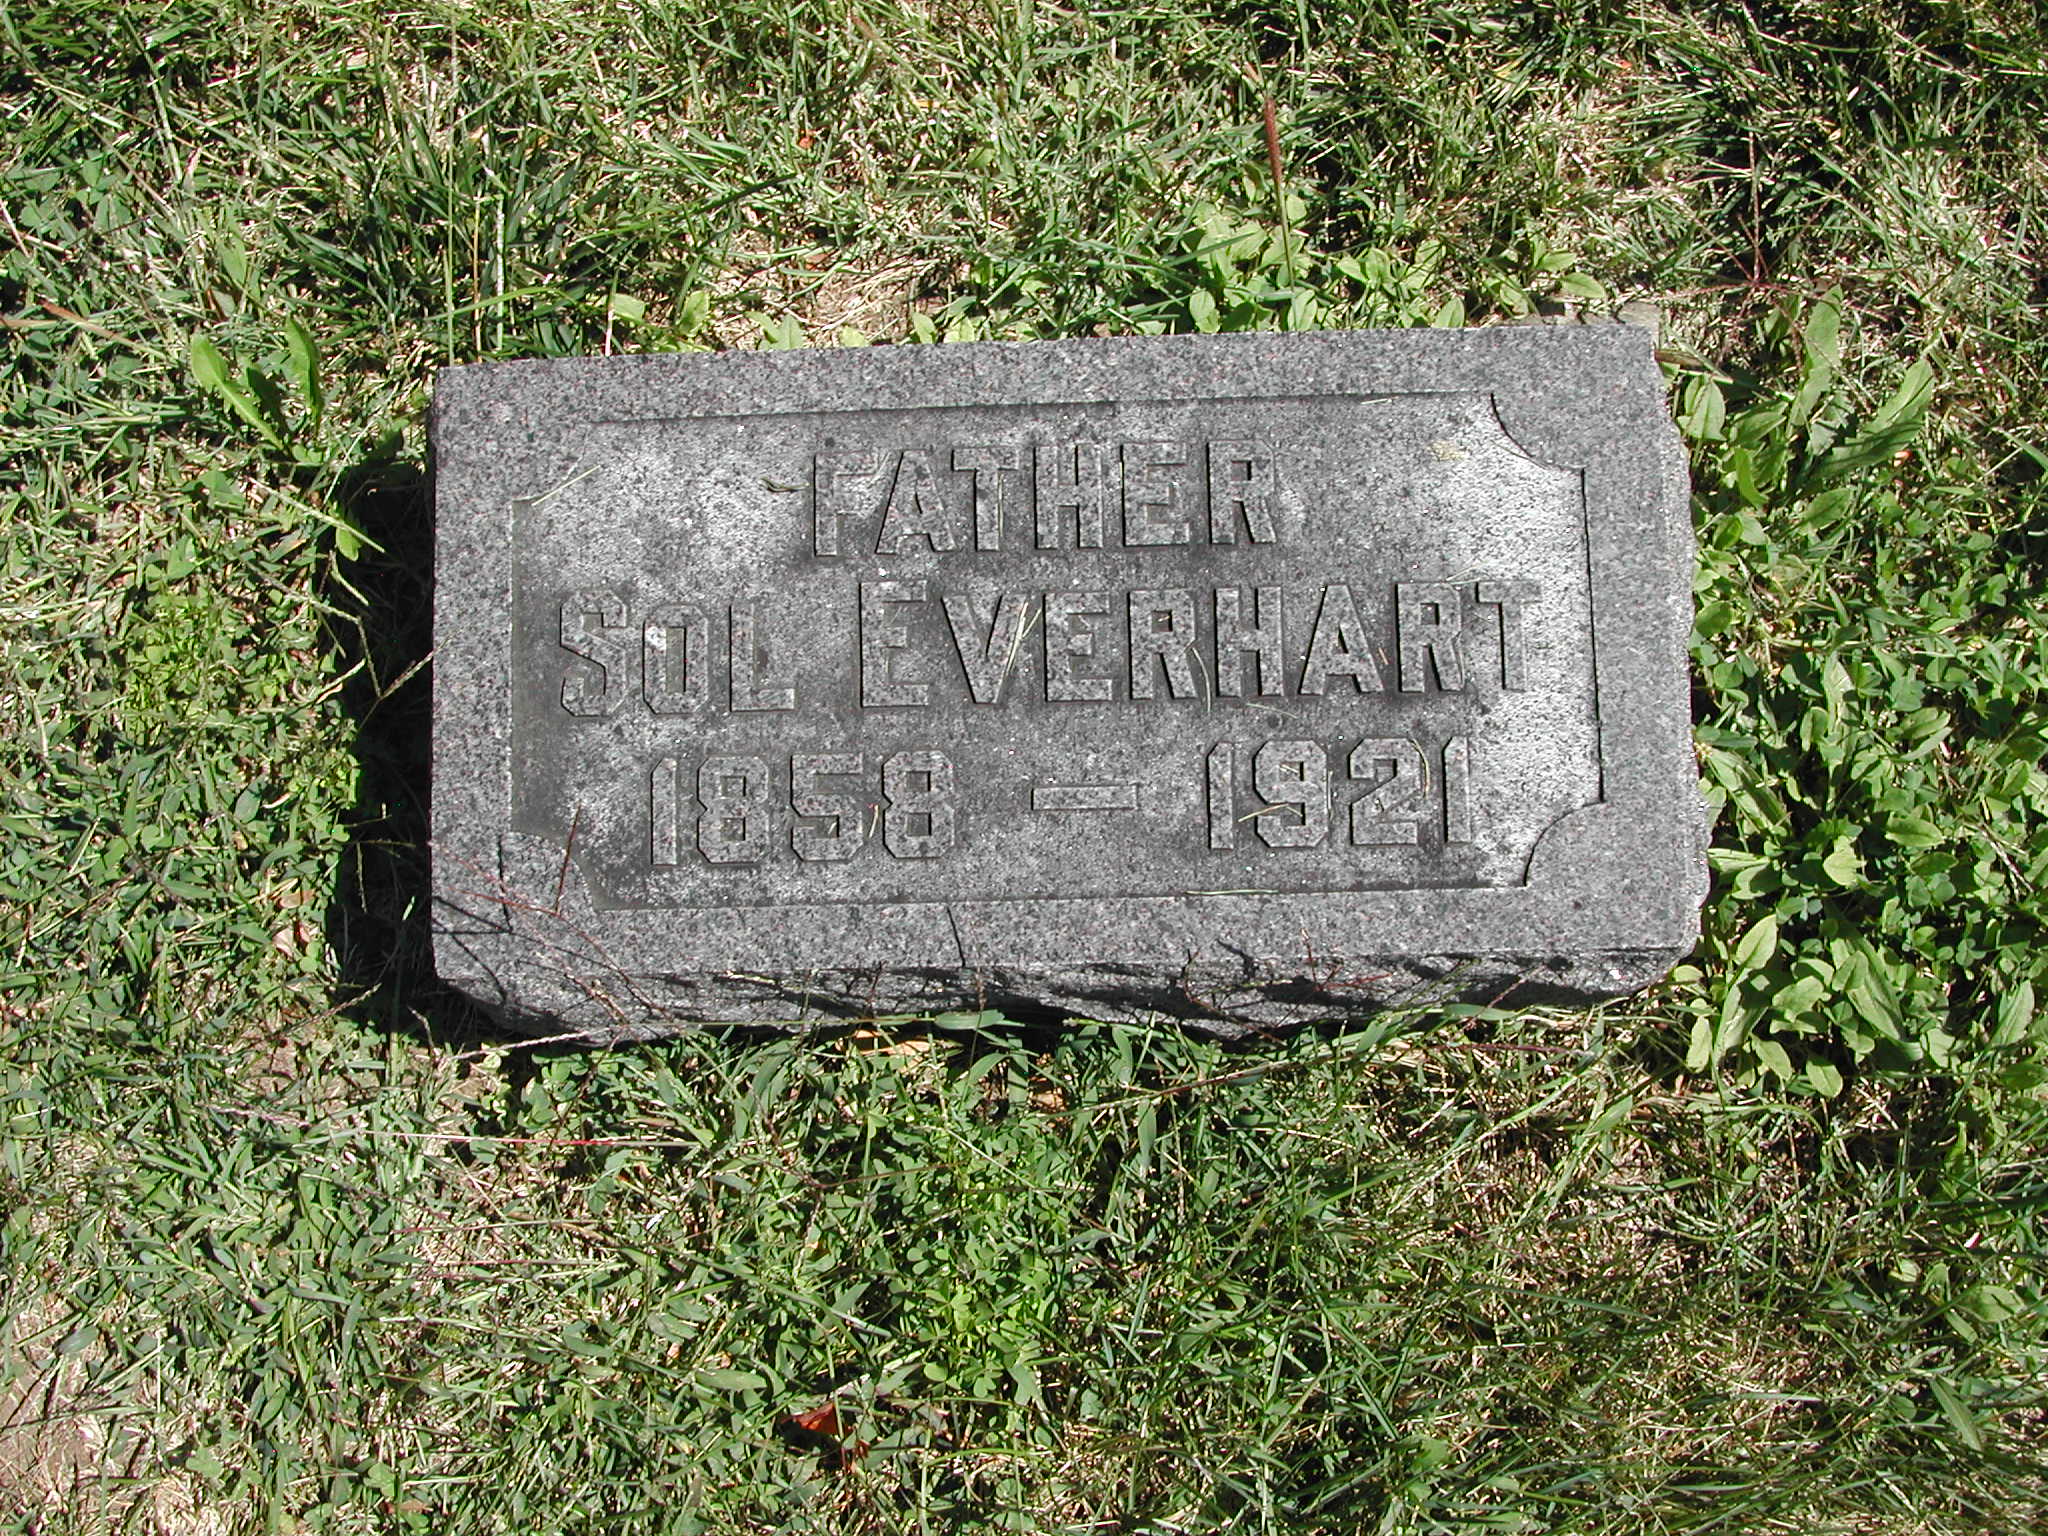 FATHER
SOL EVERHART
1858 — 1921